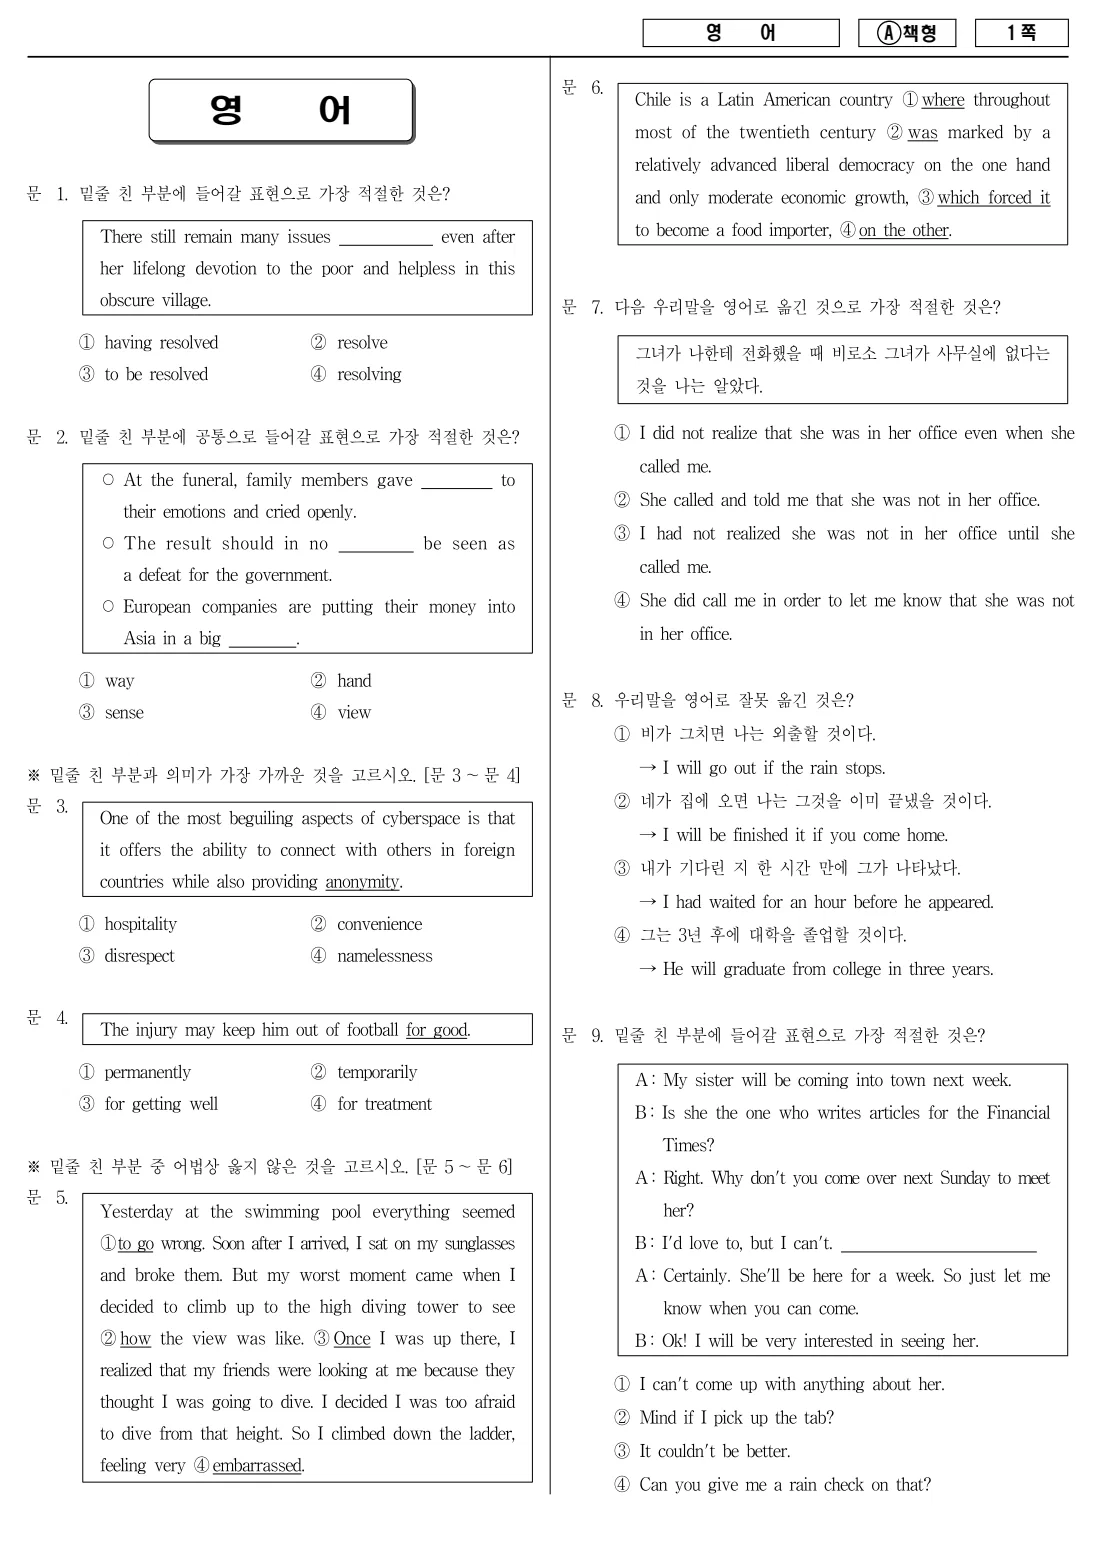 영 어
Ⓐ책형
1쪽
영 어
문 1. 밑줄 친 부분에 들어갈 표현으로 가장 적절한 것은?
There still remain many issues __________ even after
her lifelong devotion to the poor and helpless in this
obscure village.
① having resolved ② resolve
③ to be resolved ④ resolving
문 2. 밑줄 친 부분에 공통으로 들어갈 표현으로 가장 적절한 것은?
○ At the funeral, family members gave ________ to
their emotions and cried openly.
○ The result should in no ________ be seen as
a defeat for the government.
○ European companies are putting their money into
Asia in a big ________.
① way ② hand
③ sense ④ view
※ 밑줄 친 부분과 의미가 가장 가까운 것을 고르시오. [문 3 ~ 문 4]
문 3.
One of the most beguiling aspects of cyberspace is that
it offers the ability to connect with others in foreign
countries while also providing anonymity.
① hospitality ② convenience
③ disrespect ④ namelessness
문 4.
The injury may keep him out of football for good.
① permanently ② temporarily
③ for getting well ④ for treatment
※ 밑줄 친 부분 중 어법상 옳지 않은 것을 고르시오. [문 5 ~ 문 6]
문 5.
Yesterday at the swimming pool everything seemed
①to go wrong. Soon after I arrived, I sat on my sunglasses
and broke them. But my worst moment came when I
decided to climb up to the high diving tower to see
②how the view was like. ③Once I was up there, I
realized that my friends were looking at me because they
thought I was going to dive. I decided I was too afraid
to dive from that height. So I climbed down the ladder,
feeling very ④embarrassed.
문 6.
Chile is a Latin American country ①where throughout
most of the twentieth century ②was marked by a
relatively advanced liberal democracy on the one hand
and only moderate economic growth, ③which forced it
to become a food importer, ④on the other.
문 7. 다음 우리말을 영어로 옮긴 것으로 가장 적절한 것은?
그녀가 나한테 전화했을 때 비로소 그녀가 사무실에 없다는
것을 나는 알았다.
① I did not realize that she was in her office even when she
called me.
② She called and told me that she was not in her office.
③ I had not realized she was not in her office until she
called me.
④ She did call me in order to let me know that she was not
in her office.
문 8. 우리말을 영어로 잘못 옮긴 것은?
① 비가 그치면 나는 외출할 것이다.
→ I will go out if the rain stops.
② 네가 집에 오면 나는 그것을 이미 끝냈을 것이다.
→ I will be finished it if you come home.
③ 내가 기다린 지 한 시간 만에 그가 나타났다.
→ I had waited for an hour before he appeared.
④ 그는 3년 후에 대학을 졸업할 것이다.
→ He will graduate from college in three years.
문 9. 밑줄 친 부분에 들어갈 표현으로 가장 적절한 것은?
A : My sister will be coming into town next week.
B : Is she the one who writes articles for the Financial
Times?
A : Right. Why don't you come over next Sunday to meet
her?
B : I'd love to, but I can't. ____________________
A : Certainly. She'll be here for a week. So just let me
know when you can come.
B : Ok! I will be very interested in seeing her.
① I can't come up with anything about her.
② Mind if I pick up the tab?
③ It couldn't be better.
④ Can you give me a rain check on that?